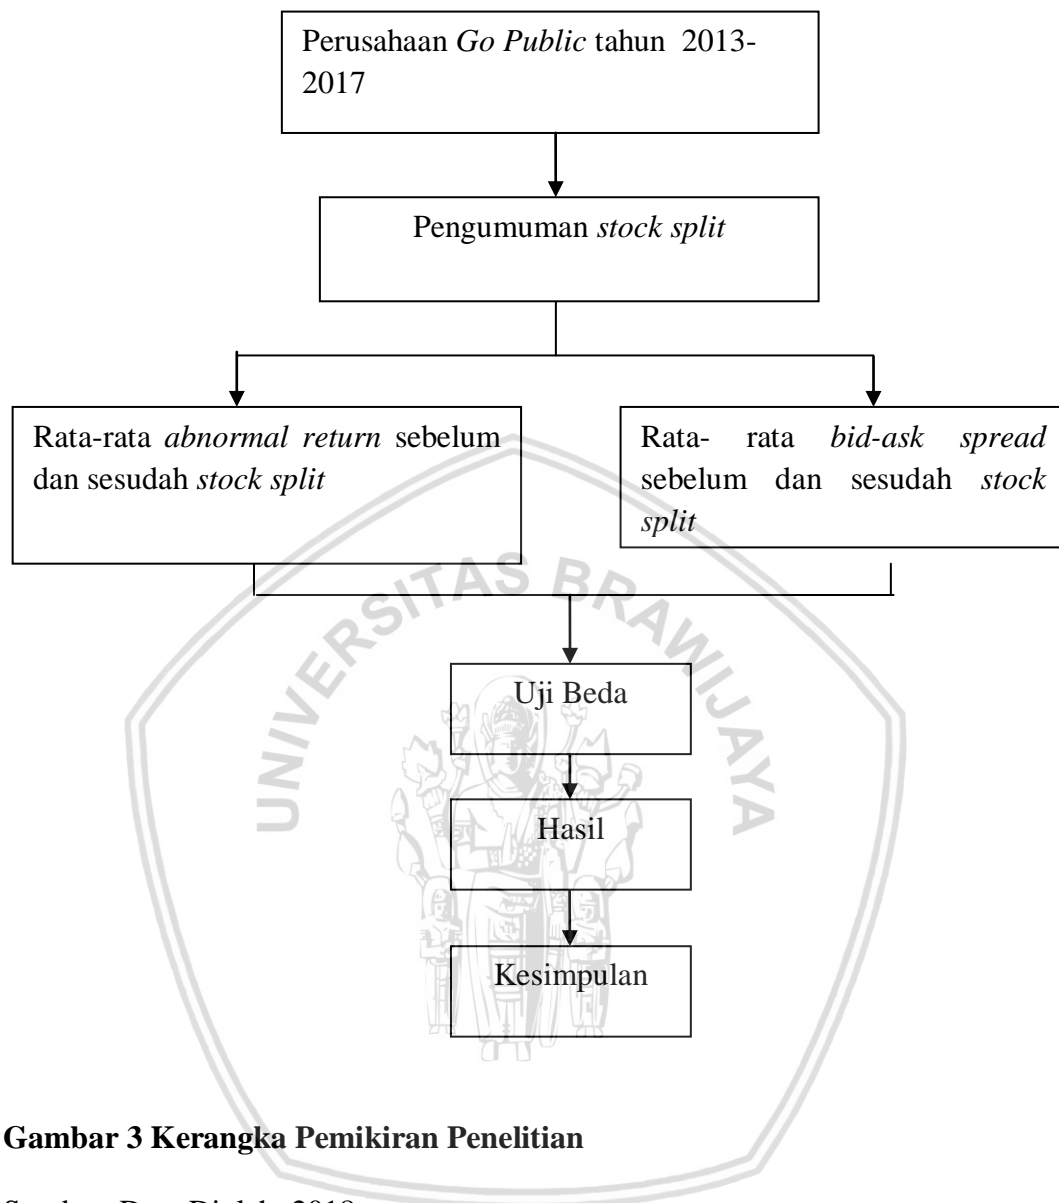 Perusahaan Go Public tahun 2013-
2017
Pengumuman stock split
Rata-rata abnormal return sebelum
dan sesudah stock split
Rata- rata bid-ask spread
sebelum dan sesudah stock
split
UNIVERSITAS BRAWIJAYA
Uji Beda
Hasil
Kesimpulan
Gambar 3 Kerangka Pemikiran Penelitian